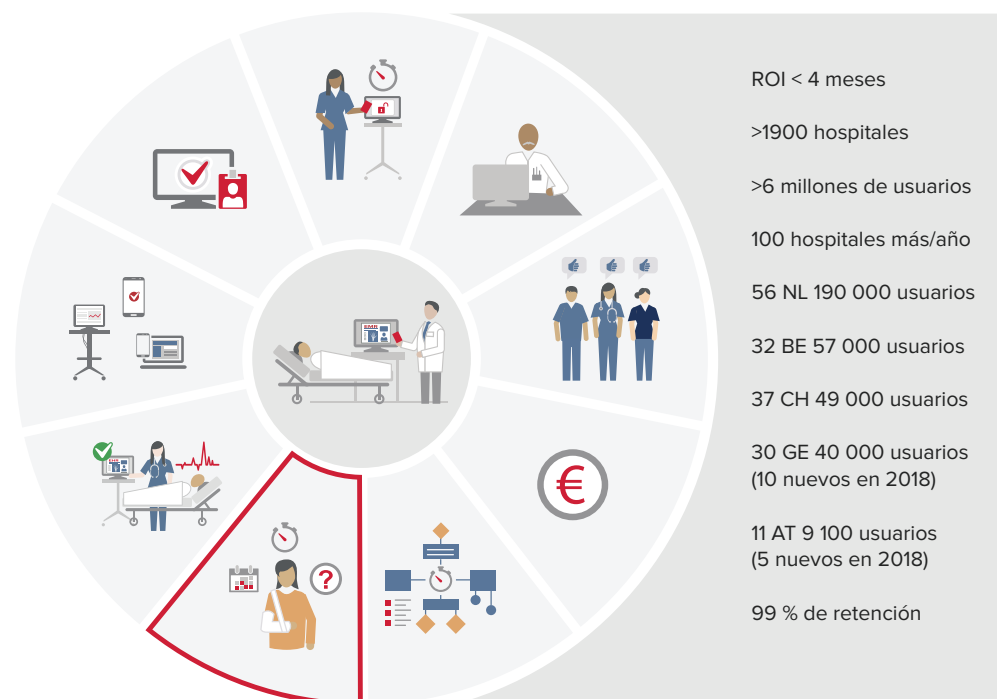 ROI < 4 meses
>1900 hospitales
>6 millones de usuarios
100 hospitales más/año
56 NL 190 000 usuarios
32 BE 57 000 usuarios
37 CH 49 000 usuarios
30 GE 40 000 usuarios
(10 nuevos en 2018)
11 AT 9 100 usuarios
(5 nuevos en 2018)
99 % de retención
EMR
€
?